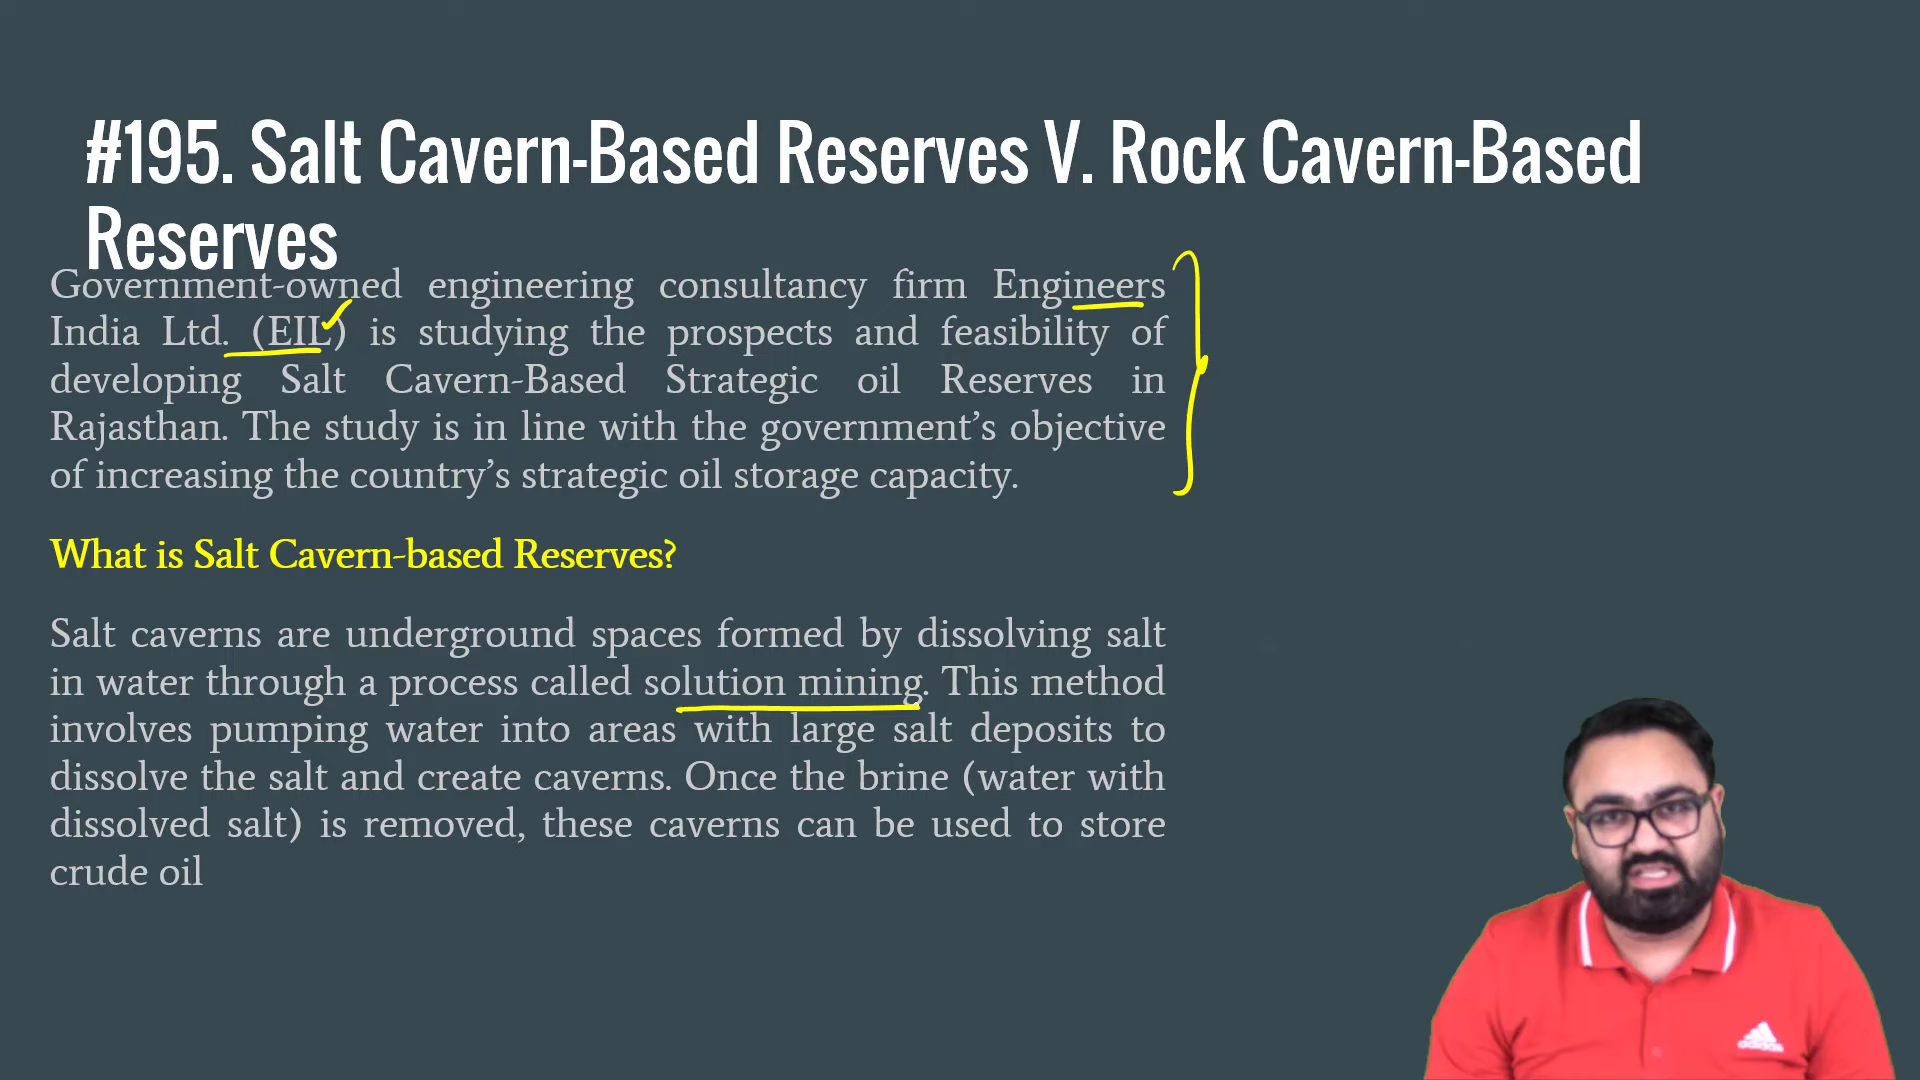 #195. Salt Cavern-Based Reserves V. Rock Cavern-Based
Reserves
Government-owned engineering consultancy firm Engineers
India Ltd. (EIL) is studying the prospects and feasibility of
developing Salt Cavern-Based Strategic oil Reserves in
Rajasthan. The study is in line with the government’s objective
of increasing the country’s strategic oil storage capacity.
What is Salt Cavern-based Reserves?
Salt caverns are underground spaces formed by dissolving salt
in water through a process called solution mining. This method
involves pumping water into areas with large salt deposits to
dissolve the salt and create caverns. Once the brine (water with
dissolved salt) is removed, these caverns can be used to store
crude oil
adidas